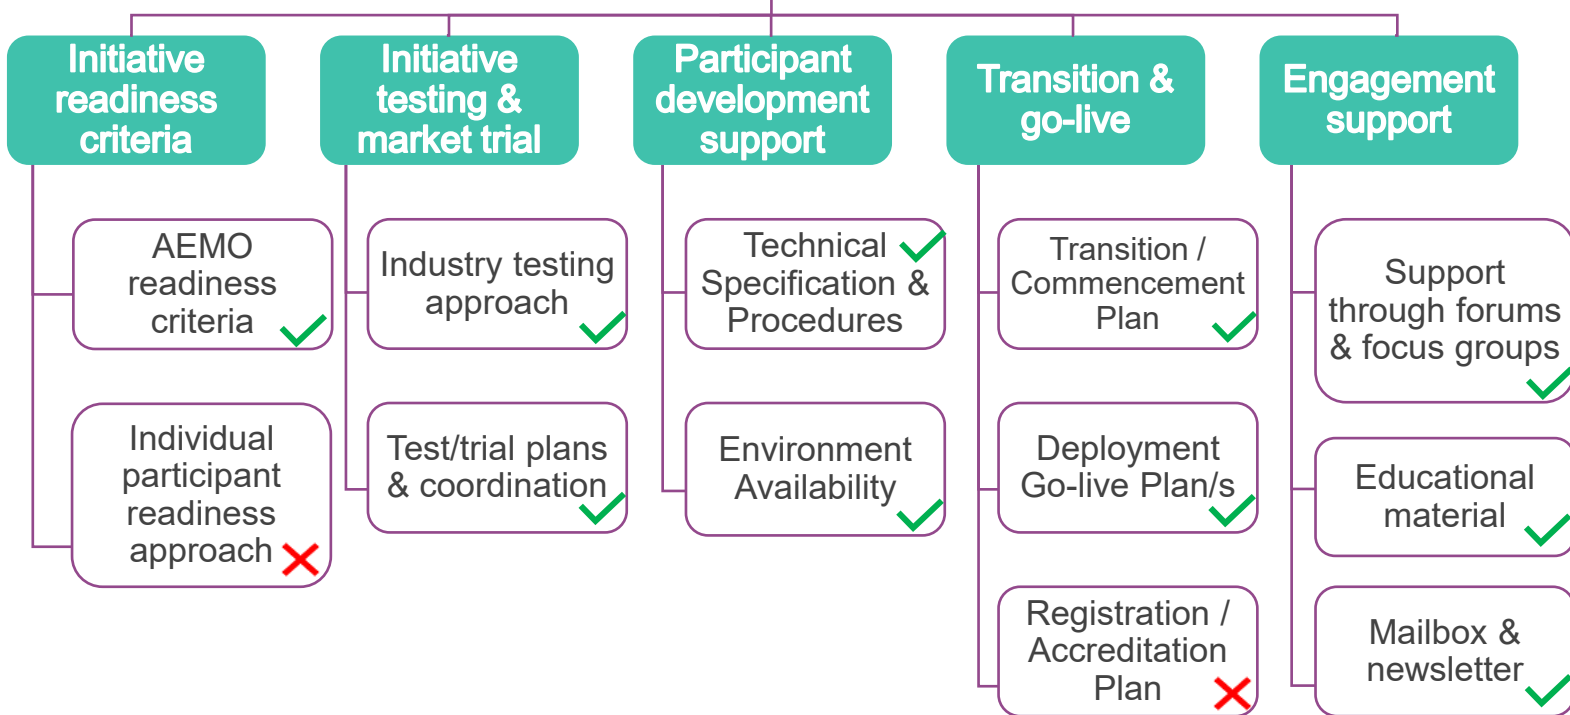 Initiative
readiness
criteria
AEMO
readiness
criteria
Individual
participant
readiness
approach
Initiative
testing &
market trial
Industry testing
approach
Test/trial plans
& coordination
Participant
development
support
Technical
Specification &
Procedures
Environment
Availability
Transition &
go-live
Transition /
Commencement
Plan
Deployment
Go-live Plan/s
Registration /
Accreditation
Plan
Engagement
support
Support
through forums
& focus groups
Educational
material
Mailbox &
newsletter